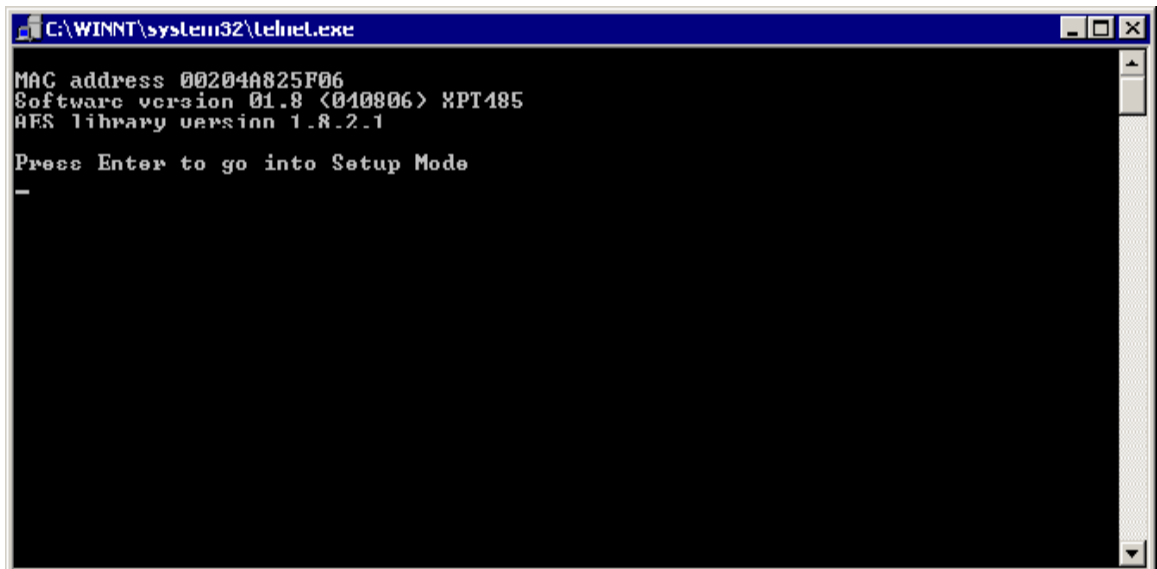 C:\WINNT\system32\telnet.exe
MAC address 00204A825F06
Software version 01.8 (040806) XPT485
AES library version 1.8.2.1
Press Enter to go into Setup Mode